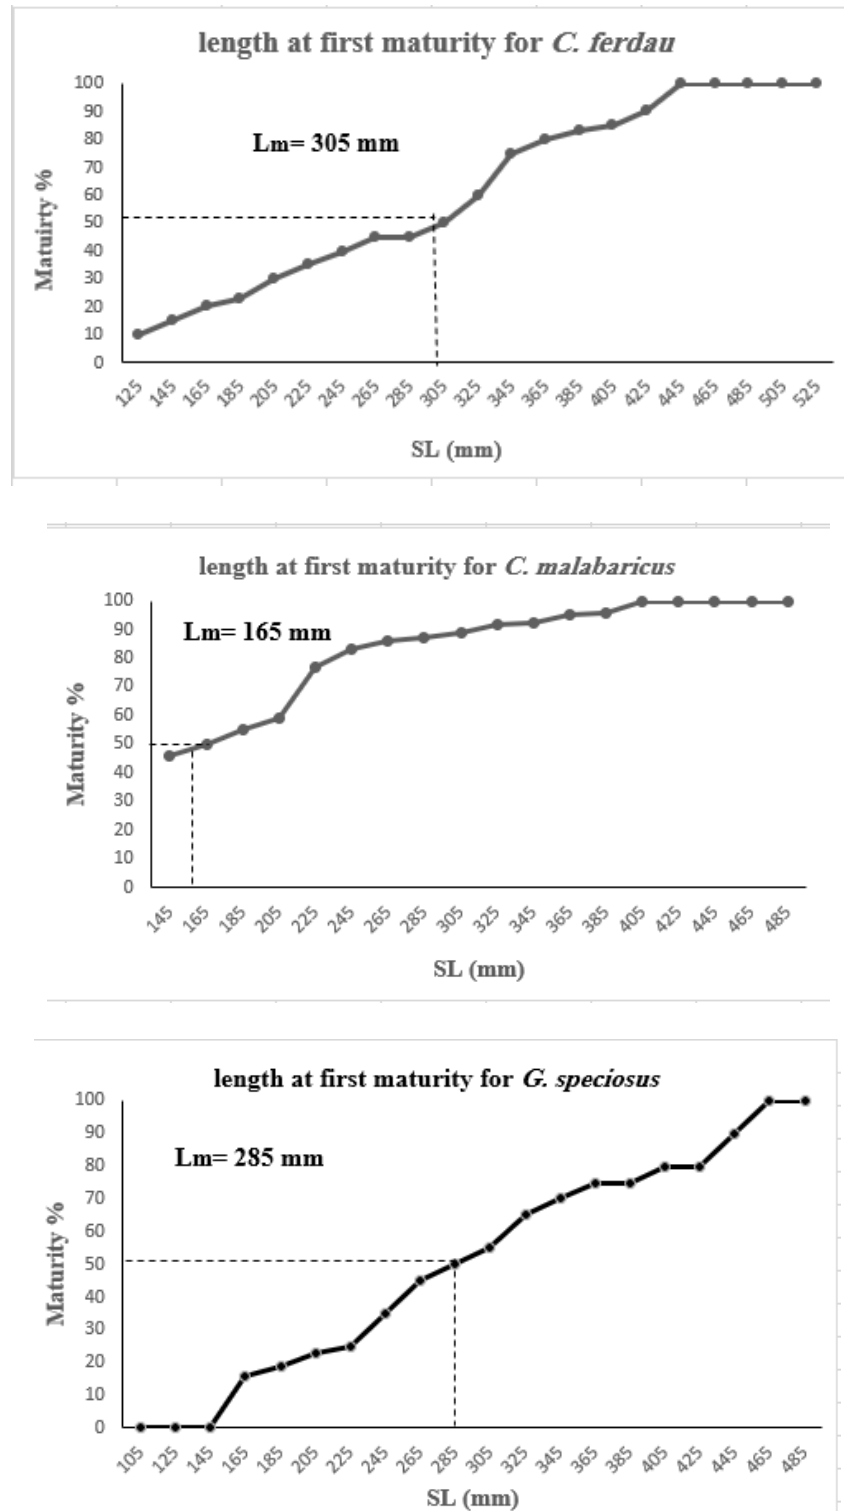 length at first maturity for C. ferdau
100
90
80
70
60
50
40
30
20
10
0
Matuirty %
Lm= 305 mm
125 145 165 185 205 225 245 265 285 305 325 345 365 385 405 425 445 465 485 505 525
SL (mm)
length at first maturity for C. malabaricus
100
90
80
70
60
50
40
30
20
10
0
Maturity %
Lm= 165 mm
145 165 185 205 225 245 265 285 305 325 345 365 385 405 425 445 465 485
SL (mm)
length at first maturity for G. speciosus
100
90
80
70
60
50
40
30
20
10
0
Maturity %
Lm= 285 mm
105 125 145 165 185 205 225 245 265 285 305 325 345 365 385 405 425 445 465 485
SL (mm)